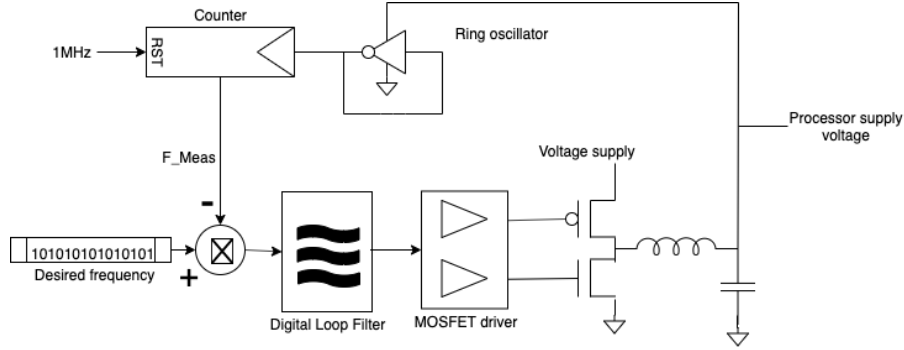 Counter
1MHz
RST
Ring oscillator
Processor supply
voltage
F_Meas
Voltage supply
-
101010101010101
+
Desired frequency
Digital Loop Filter
MOSFET driver